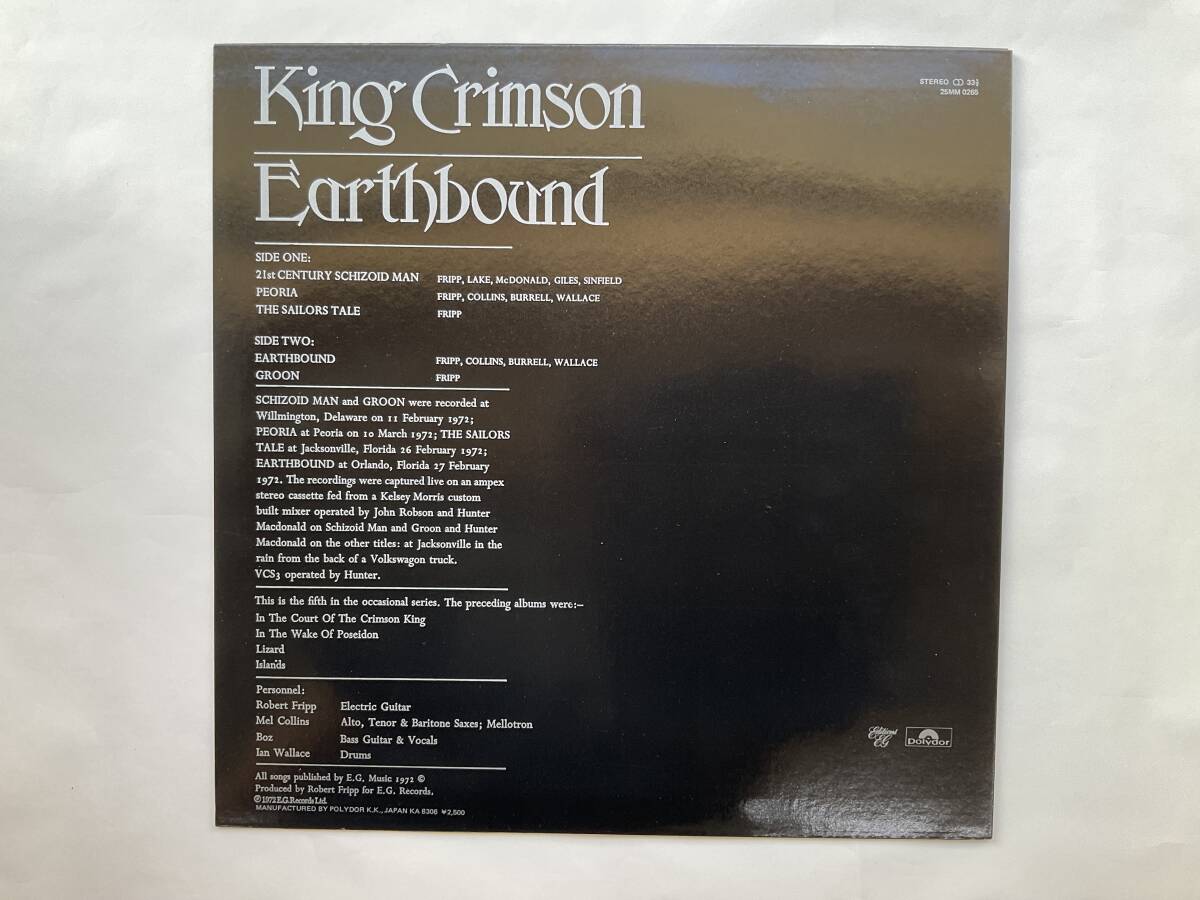 King Crimson
STEREO 33⅓
25MM 0265
Earthbound
SIDE ONE:
21st CENTURY SCHIZOID MAN FRIPP, LAKE, McDONALD, GILES, SINFIELD
PEORIA FRIPP, COLLINS, BURRELL, WALLACE
THE SAILORS TALE FRIPP
SIDE TWO:
EARTHBOUND FRIPP, COLLINS, BURRELL, WALLACE
GROON FRIPP
SCHIZOID MAN and GROON were recorded at
Willmington, Delaware on 11 February 1972;
PEORIA at Peoria on 10 March 1972; THE SAILORS
TALE at Jacksonville, Florida 26 February 1972;
EARTHBOUND at Orlando, Florida 27 February
1972. The recordings were captured live on an ampex
stereo cassette fed from a Kelsey Morris custom
built mixer operated by John Robson and Hunter
Macdonald on Schizoid Man and Groon and Hunter
Macdonald on the other titles: at Jacksonville in the
rain from the back of a Volkswagon truck.
VCS3 operated by Hunter.
This is the fifth in the occasional series. The preceding albums were:–
In The Court Of The Crimson King
In The Wake Of Poseidon
Lizard
Islands
Personnel:
Robert Fripp Electric Guitar
Mel Collins Alto, Tenor & Baritone Saxes; Mellotron
Boz Bass Guitar & Vocals
Ian Wallace Drums
Editions EG
Polydor
All songs published by E.G. Music 1972 ©
Produced by Robert Fripp for E.G. Records.
℗ 1972 E.G. Records Ltd.
MANUFACTURED BY POLYDOR K.K., JAPAN KA 8306 ¥2,500